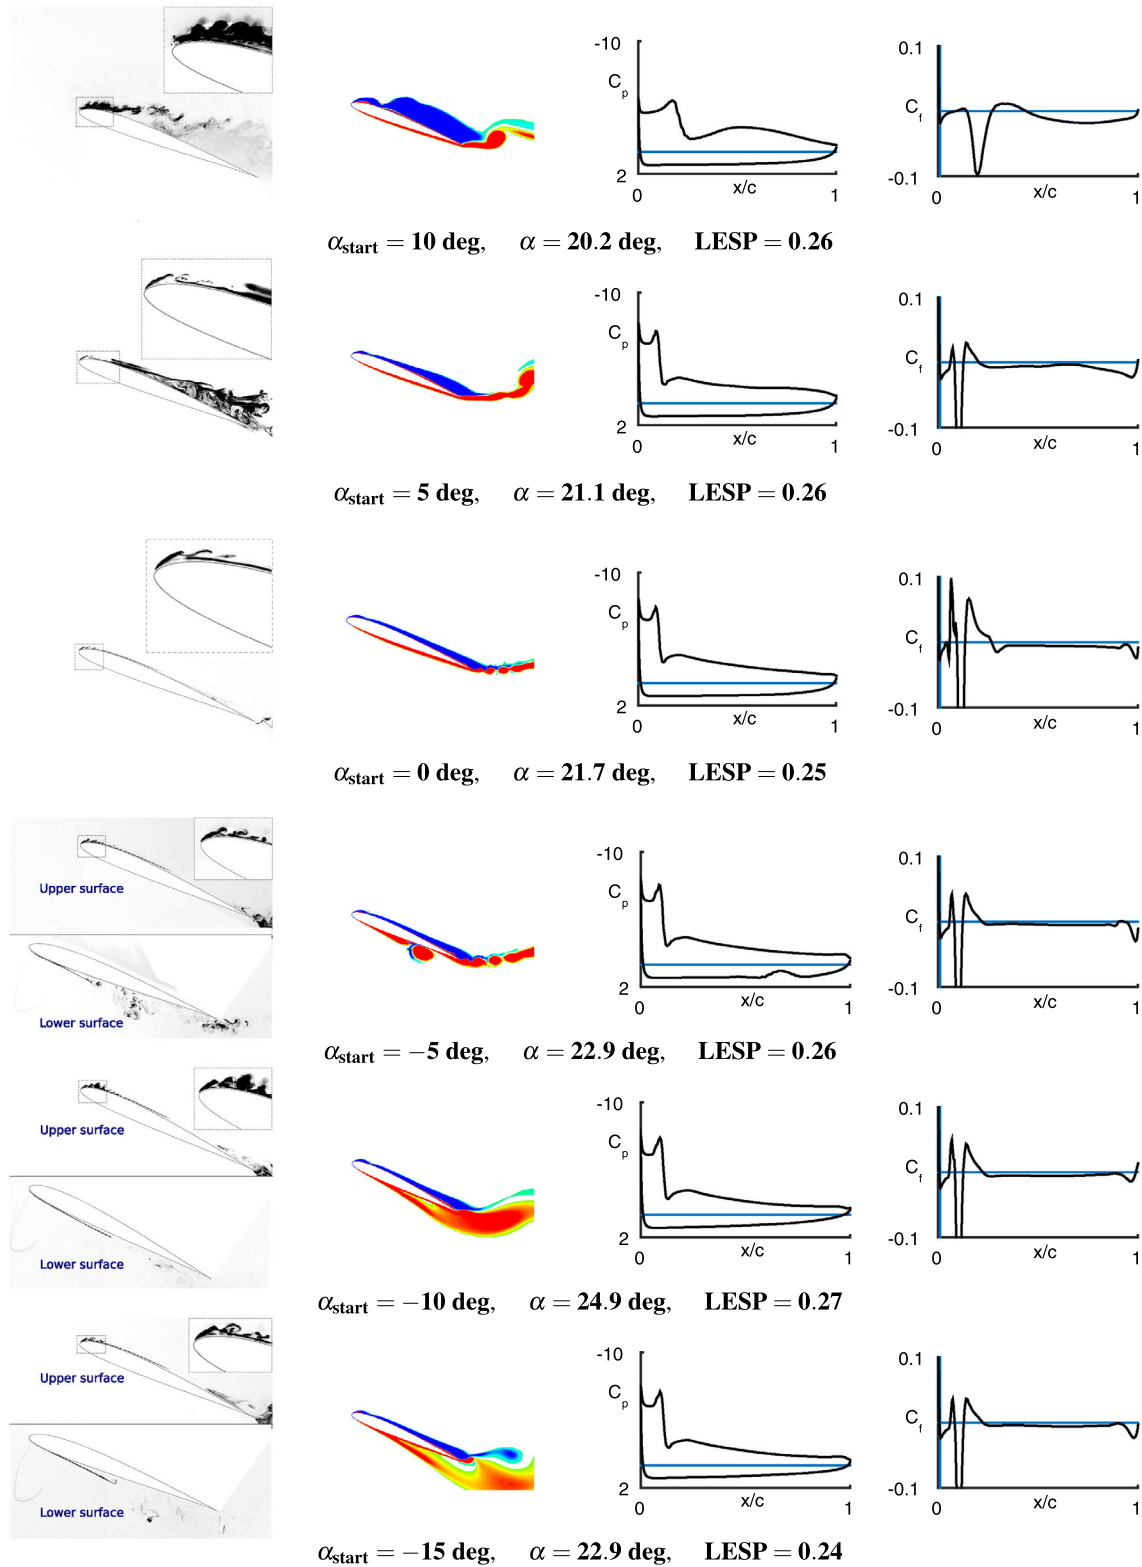 -10
C_p
2
0
x/c
1
0.1
C_f
-0.1
0
x/c
1
α_start = 10 deg, α = 20.2 deg, LESP = 0.26
-10
C_p
2
0
x/c
1
0.1
C_f
-0.1
0
x/c
1
α_start = 5 deg, α = 21.1 deg, LESP = 0.26
-10
C_p
2
0
x/c
1
0.1
C_f
-0.1
0
x/c
1
α_start = 0 deg, α = 21.7 deg, LESP = 0.25
Upper surface
Lower surface
-10
C_p
2
0
x/c
1
0.1
C_f
-0.1
0
x/c
1
α_start = −5 deg, α = 22.9 deg, LESP = 0.26
Upper surface
Lower surface
-10
C_p
2
0
x/c
1
0.1
C_f
-0.1
0
x/c
1
α_start = −10 deg, α = 24.9 deg, LESP = 0.27
Upper surface
Lower surface
-10
C_p
2
0
x/c
1
0.1
C_f
-0.1
0
x/c
1
α_start = −15 deg, α = 22.9 deg, LESP = 0.24